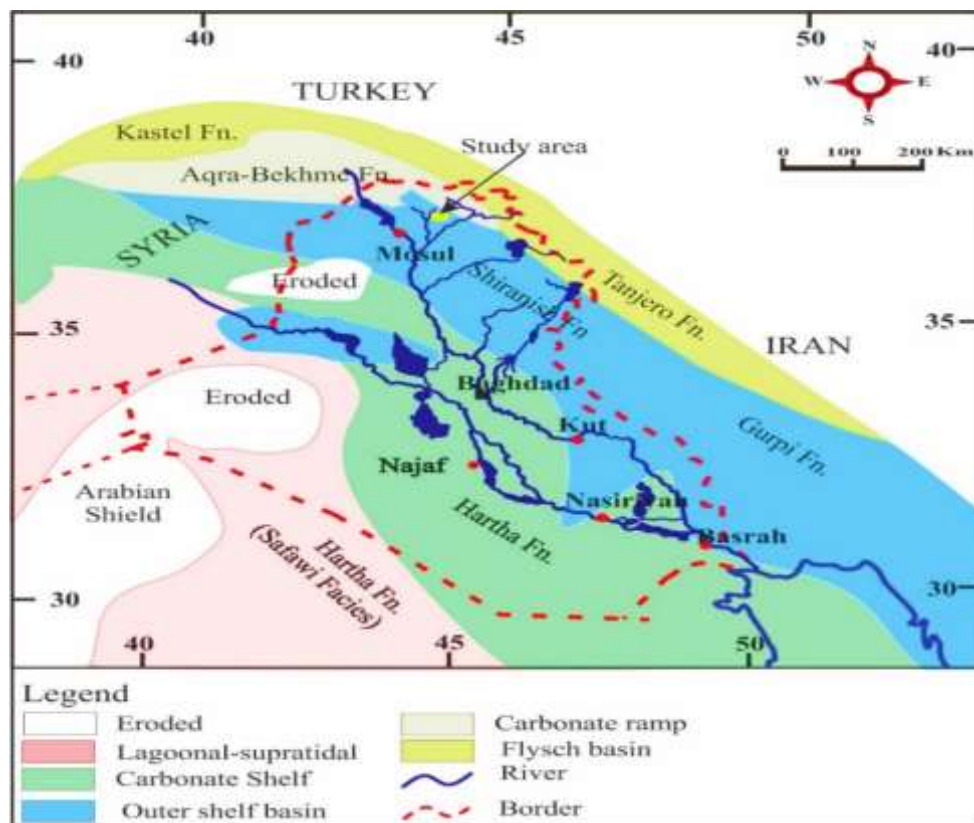 40
45
50
40
40
N
W
E
S
TURKEY
Kastel Fn.
Study area
0 100 200 Km
Aqra-Bekhme Fn.
SYRIA
Mosul
Eroded
Shiranish Fn
Tanjero Fn.
35
35
IRAN
Eroded
Baghdad
Kut
Gurpi Fn.
Najaf
Arabian
Shield
Nasiriyah
Hartha Fn.
Basrah
Hartha Fn.
(Safawi Facies)
30
30
40
45
50
Legend
Eroded
Carbonate ramp
Lagoonal-supratidal
Flysch basin
Carbonate Shelf
River
Outer shelf basin
Border